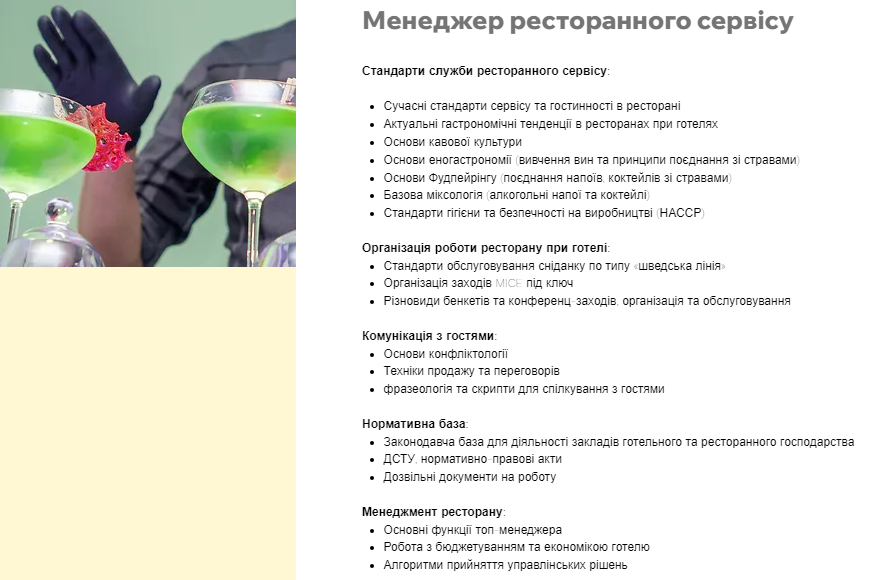 Менеджер ресторанного сервісу
Стандарти служби ресторанного сервісу:
Сучасні стандарти сервісу та гостинності в ресторані
Актуальні гастрономічні тенденції в ресторанах при готелях
Основи кавової культури
Основи еногастрономії (вивчення вин та принципи поєднання зі стравами)
Основи Фудпейрінгу (поєднання напоїв, коктейлів зі стравами)
Базова міксологія (алкогольні напої та коктейлі)
Стандарти гігієни та безпечності на виробництві (НАССР)
Організація роботи ресторану при готелі:
Стандарти обслуговування сніданку по типу «шведська лінія»
Організація заходів MICE під ключ
Різновиди бенкетів та конференц-заходів, організація та обслуговування
Комунікація з гостями:
Основи конфліктології
Техніки продажу та переговорів
фразеологія та скрипти для спілкування з гостями
Нормативна база:
Законодавча база для діяльності закладів готельного та ресторанного господарства
ДСТУ, нормативно-правові акти
Дозвільні документи на роботу
Менеджмент ресторану:
Основні функції топ-менеджера
Робота з бюджетуванням та економікою готелю
Алгоритми прийняття управлінських рішень